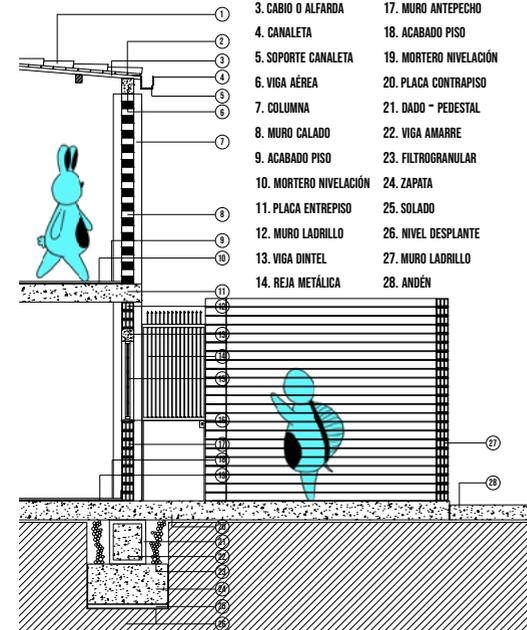 3. CABIO O ALFARDA
4. CANALETA
5. SOPORTE CANALETA
6. VIGA AÉREA
7. COLUMNA
8. MURO CALADO
9. ACABADO PISO
10. MORTERO NIVELACIÓN
11. PLACA ENTREPISO
12. MURO LADRILLO
13. VIGA DINTEL
14. REJA METÁLICA
17. MURO ANTEPECHO
18. ACABADO PISO
19. MORTERO NIVELACIÓN
20. PLACA CONTRAPISO
21. DADO - PEDESTAL
22. VIGA AMARRE
23. FILTROGRANULAR
24. ZAPATA
25. SOLADO
26. NIVEL DESPLANTE
27. MURO LADRILLO
28. ANDÉN
1
2
3
4
5
6
7
8
9
10
11
27
28